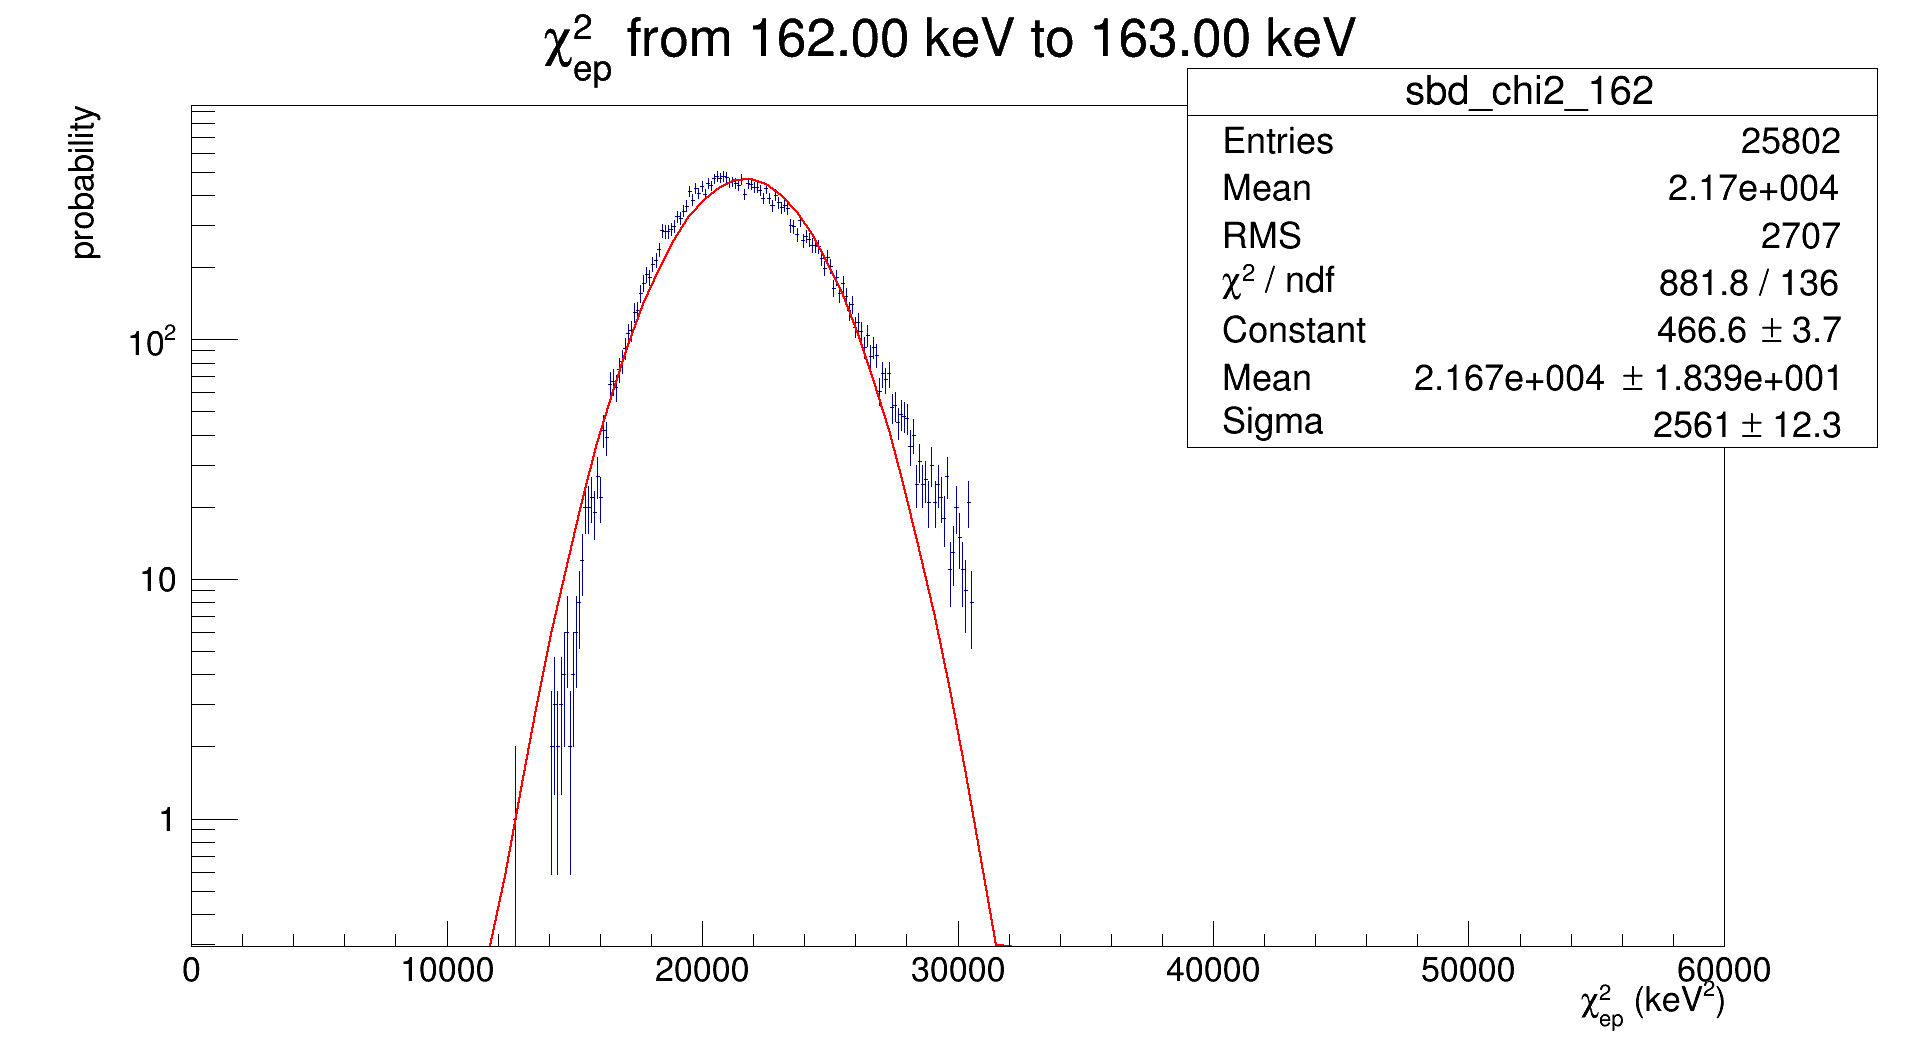 χ²ep from 162.00 keV to 163.00 keV
probability
sbd_chi2_162
Entries 25802
Mean 2.17e+004
RMS 2707
χ² / ndf 881.8 / 136
Constant 466.6 ± 3.7
Mean 2.167e+004 ± 1.839e+001
Sigma 2561 ± 12.3
10²
10
1
0 10000 20000 30000 40000 50000 60000
χ²ep (keV²)